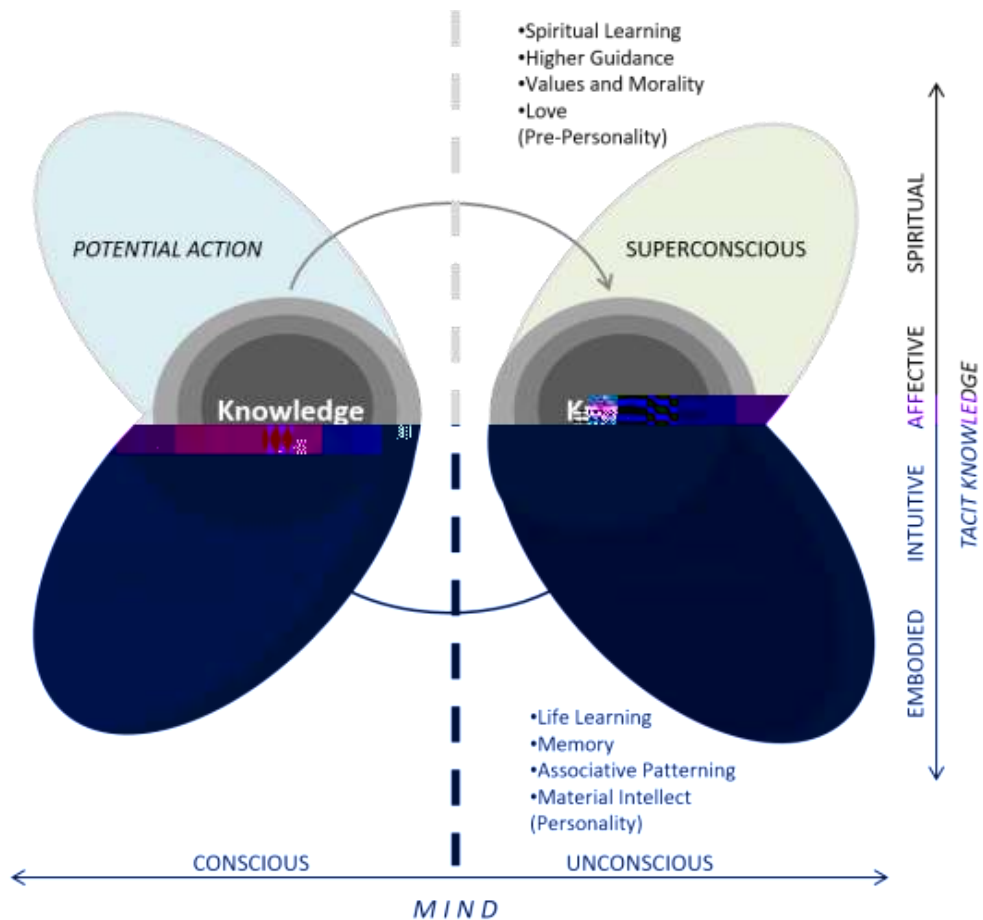 •Spiritual Learning
•Higher Guidance
•Values and Morality
•Love
(Pre-Personality)
POTENTIAL ACTION
SUPERCONSCIOUS
Knowledge
SPIRITUAL
AFFECTIVE
INTUITIVE
EMBODIED
TACIT KNOWLEDGE
•Life Learning
•Memory
•Associative Patterning
•Material Intellect
(Personality)
CONSCIOUS
UNCONSCIOUS
MIND